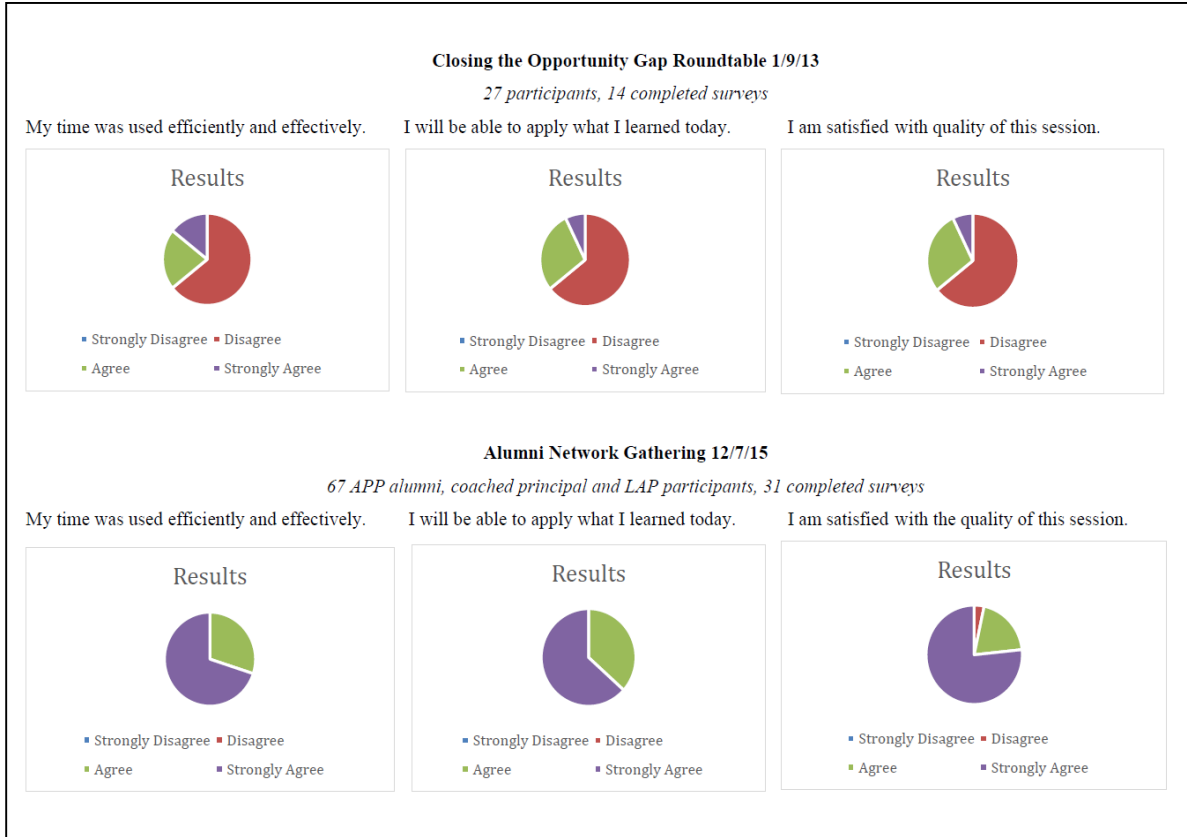 Closing the Opportunity Gap Roundtable 1/9/13
27 participants, 14 completed surveys
My time was used efficiently and effectively.
I will be able to apply what I learned today.
I am satisfied with quality of this session.
Results
Strongly Disagree Disagree
Agree Strongly Agree
Results
Strongly Disagree Disagree
Agree Strongly Agree
Results
Strongly Disagree Disagree
Agree Strongly Agree
Alumni Network Gathering 12/7/15
67 APP alumni, coached principal and LAP participants, 31 completed surveys
My time was used efficiently and effectively.
I will be able to apply what I learned today.
I am satisfied with the quality of this session.
Results
Strongly Disagree Disagree
Agree Strongly Agree
Results
Strongly Disagree Disagree
Agree Strongly Agree
Results
Strongly Disagree Disagree
Agree Strongly Agree